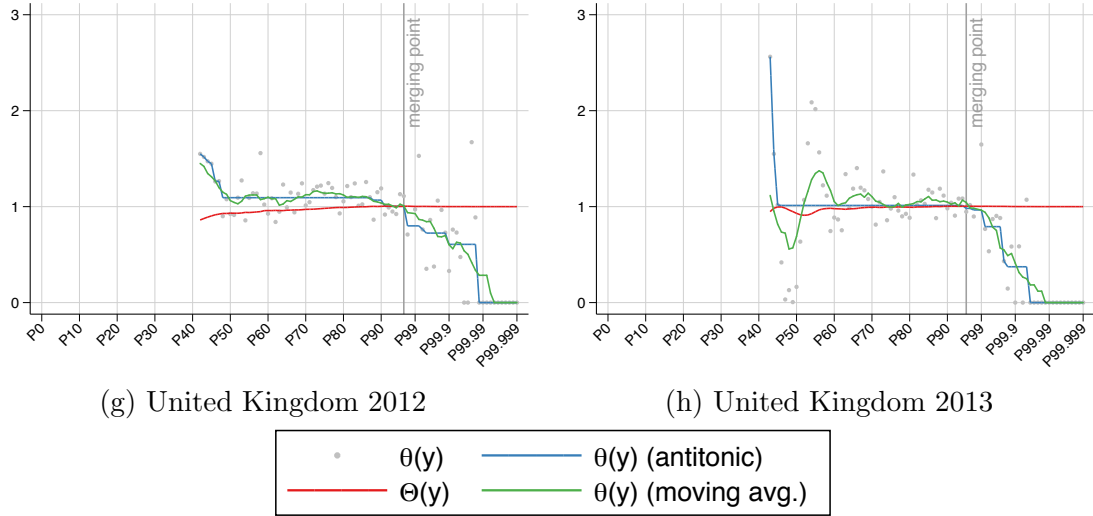 3
2
1
0
merging point
P0
P10
P20
P30
P40
P50
P60
P70
P80
P90
P99
P99.9
P99.99
P99.999
(g) United Kingdom 2012
3
2
1
0
merging point
P0
P10
P20
P30
P40
P50
P60
P70
P80
P90
P99
P99.9
P99.99
P99.999
(h) United Kingdom 2013
θ(y) θ(y) (antitonic)
Θ(y) θ(y) (moving avg.)